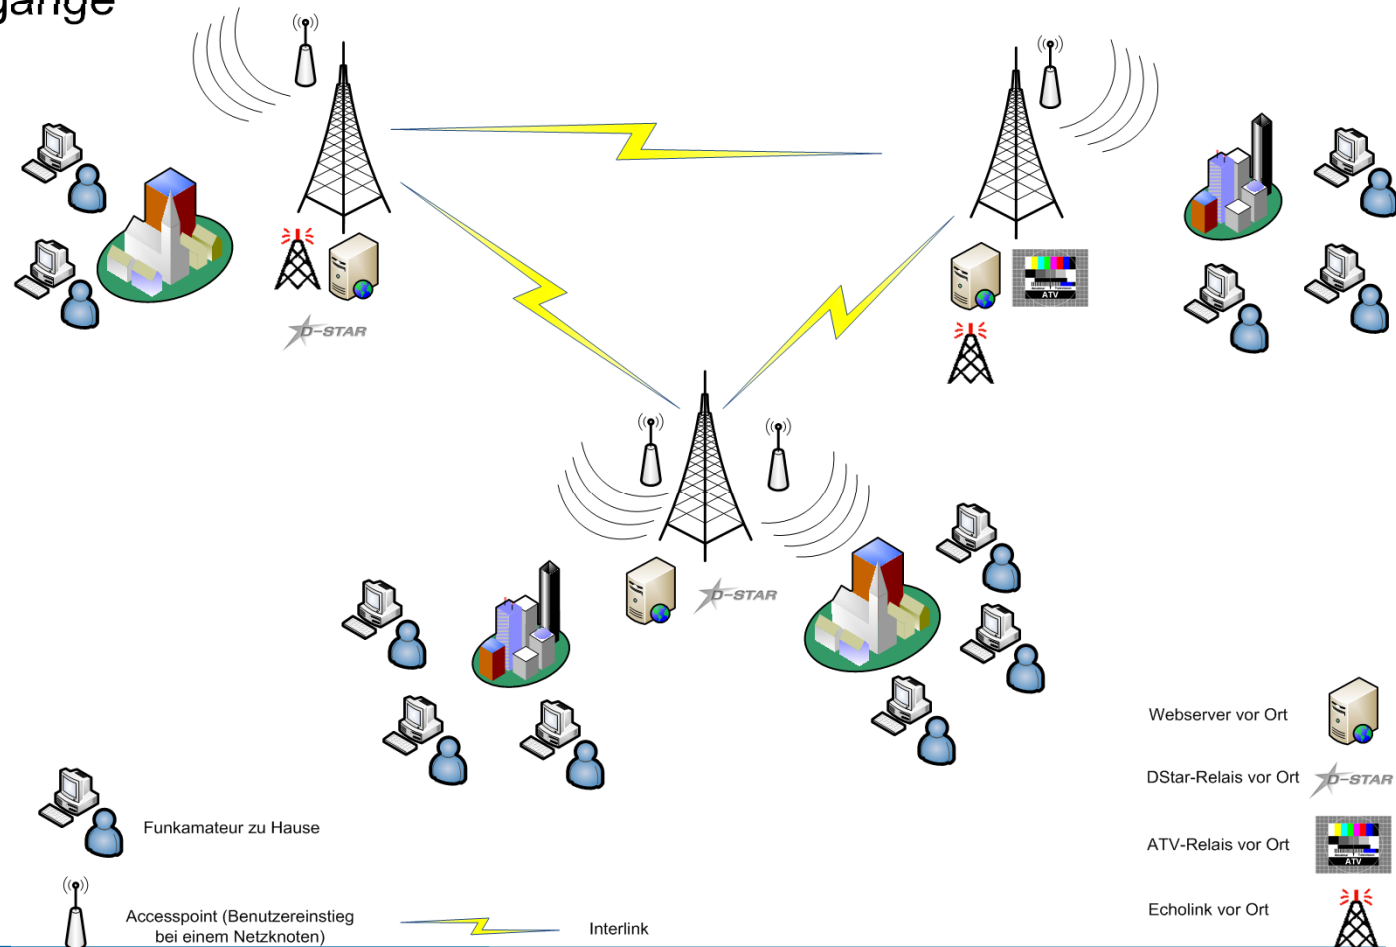 D-STAR
ATV
D-STAR
Webserver vor Ort
DStar-Relais vor Ort
D-STAR
ATV-Relais vor Ort
ATV
Echolink vor Ort
Funkamateur zu Hause
Accesspoint (Benutzereinstieg
bei einem Netzknoten)
Interlink